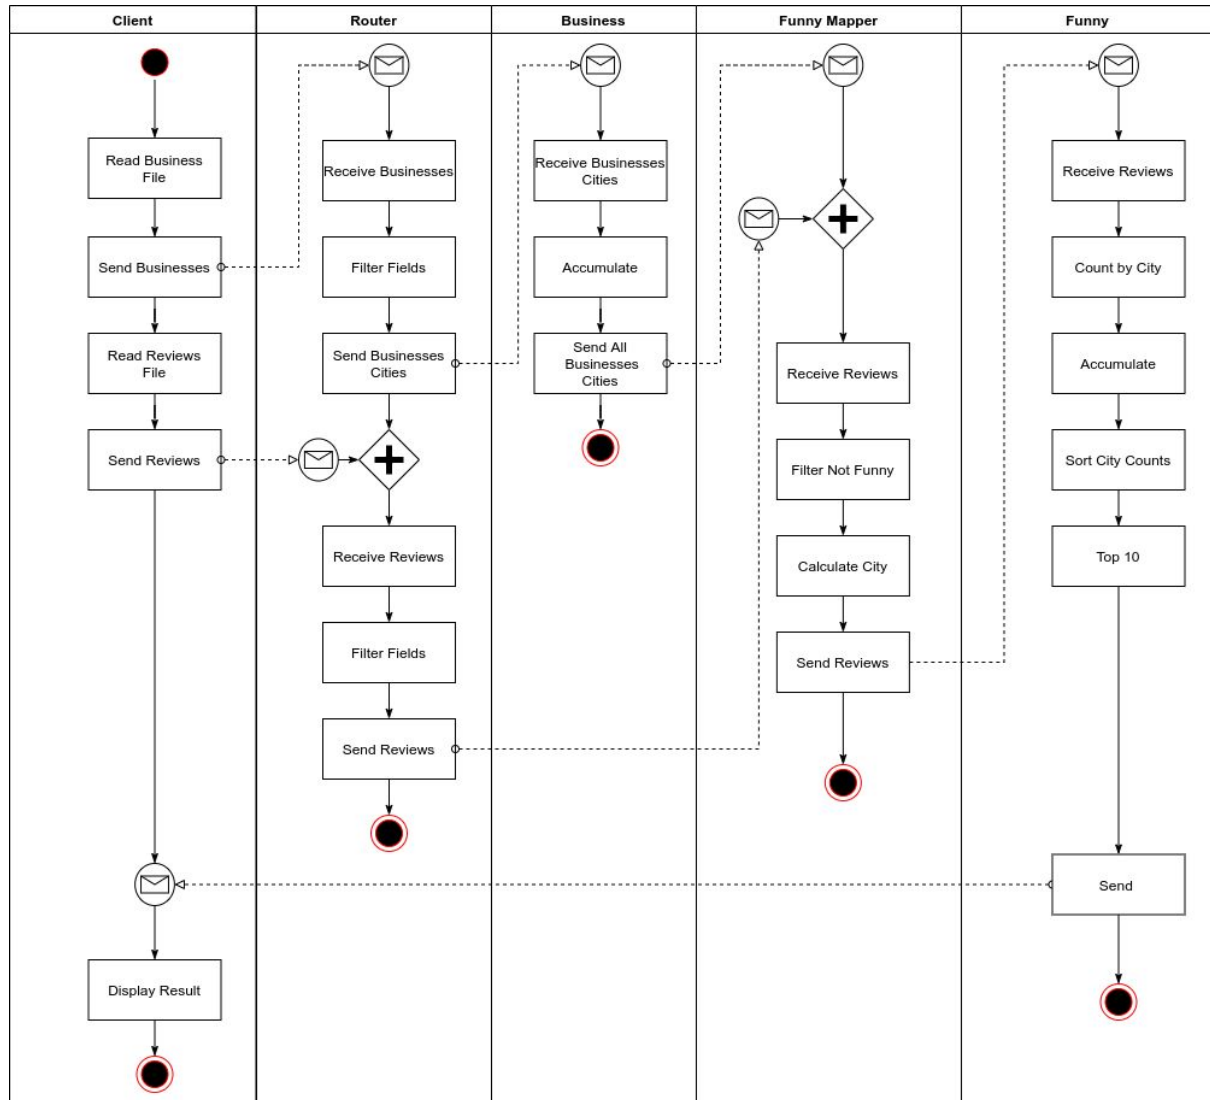 Client
Router
Business
Funny Mapper
Funny
Read Business
File
Send Businesses
Read Reviews
File
Send Reviews
Display Result
Receive Businesses
Filter Fields
Send Businesses
Cities
Receive Reviews
Filter Fields
Send Reviews
Receive Businesses
Cities
Accumulate
Send All
Businesses
Cities
Receive Reviews
Filter Not Funny
Calculate City
Send Reviews
Receive Reviews
Count by City
Accumulate
Sort City Counts
Top 10
Send